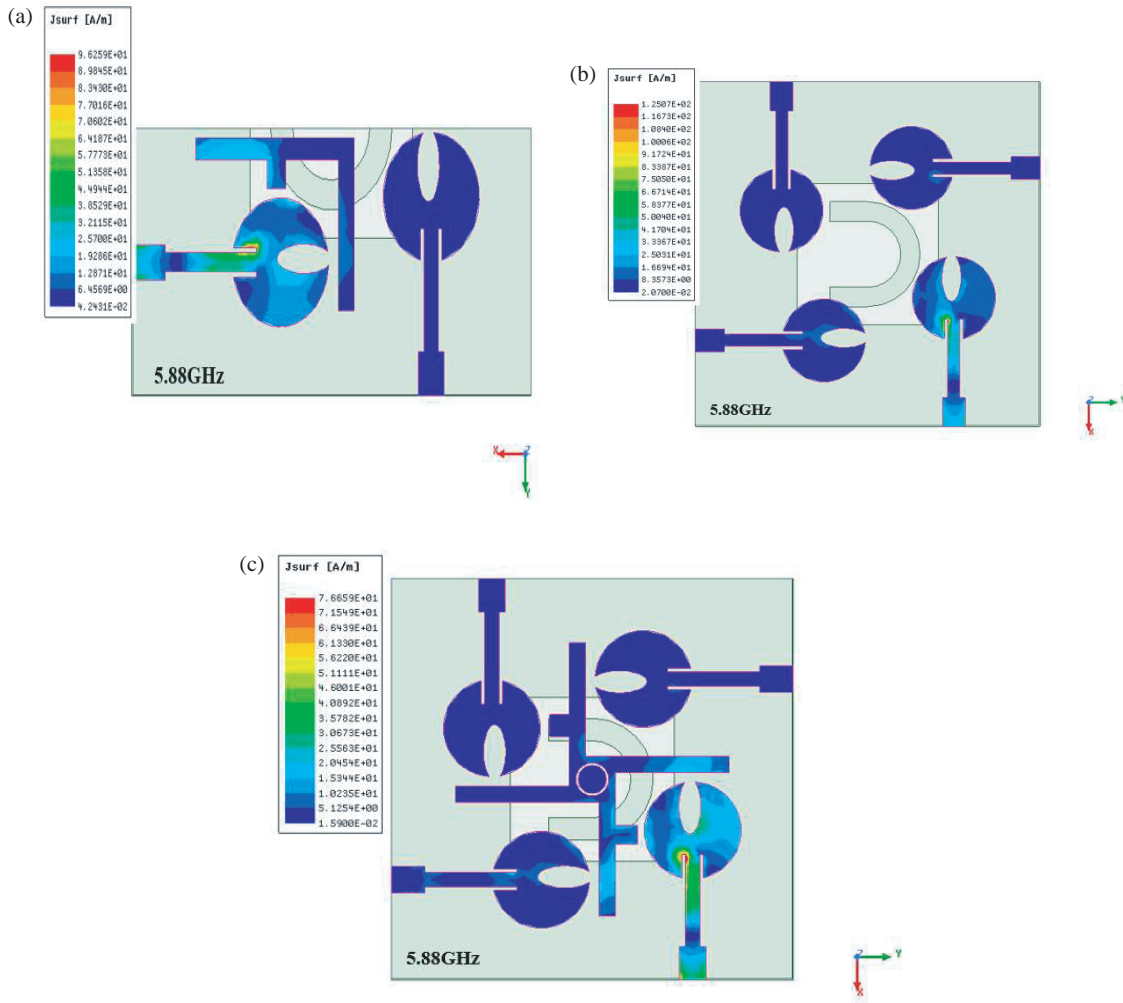 (a)
Jsurf [A/m]
9.6259E+01
8.9845E+01
8.3430E+01
7.7016E+01
7.0602E+01
6.4187E+01
5.7773E+01
5.1358E+01
4.4944E+01
3.8529E+01
3.2115E+01
2.5700E+01
1.9286E+01
1.2871E+01
6.4569E+00
4.2431E-02
5.88GHz
X
Z
Y
(b)
Jsurf [A/m]
1.2507E+02
1.1673E+02
1.0840E+02
1.0006E+02
9.1724E+01
8.3387E+01
7.5050E+01
6.6714E+01
5.8377E+01
5.0040E+01
4.1704E+01
3.3367E+01
2.5031E+01
1.6694E+01
8.3573E+00
2.0700E-02
5.88GHz
Z
Y
X
(c)
Jsurf [A/m]
7.6659E+01
7.1549E+01
6.6439E+01
6.1330E+01
5.6220E+01
5.1111E+01
4.6001E+01
4.0892E+01
3.5782E+01
3.0673E+01
2.5563E+01
2.0454E+01
1.5344E+01
1.0235E+01
5.1254E+00
1.5900E-02
5.88GHz
Z
Y
X